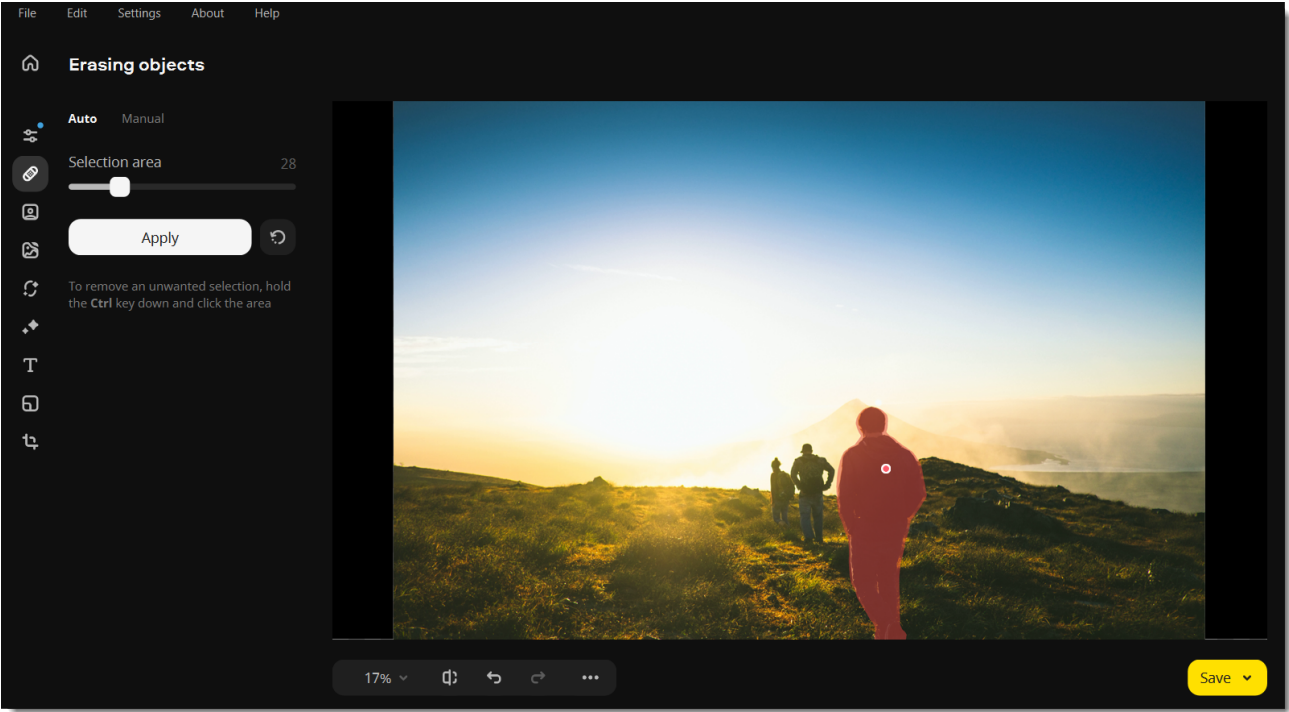 File Edit Settings About Help
Erasing objects
Auto Manual
Selection area 28
Apply
To remove an unwanted selection, hold
the Ctrl key down and click the area
T
17%
Save